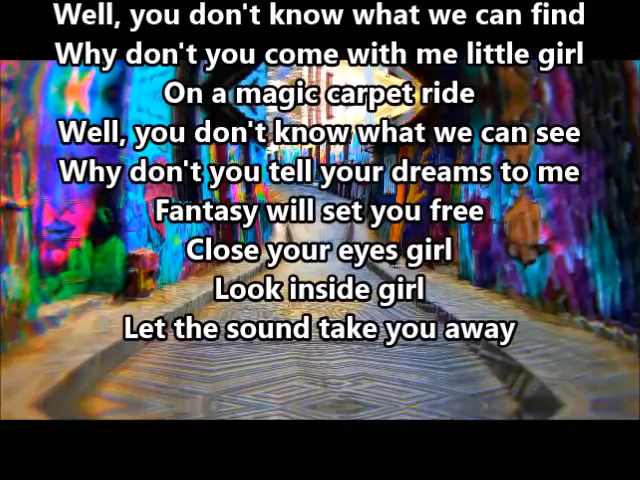 Well, you don't know what we can find
Why don't you come with me little girl
On a magic carpet ride
Well, you don't know what we can see
Why don't you tell your dreams to me
Fantasy will set you free
Close your eyes girl
Look inside girl
Let the sound take you away